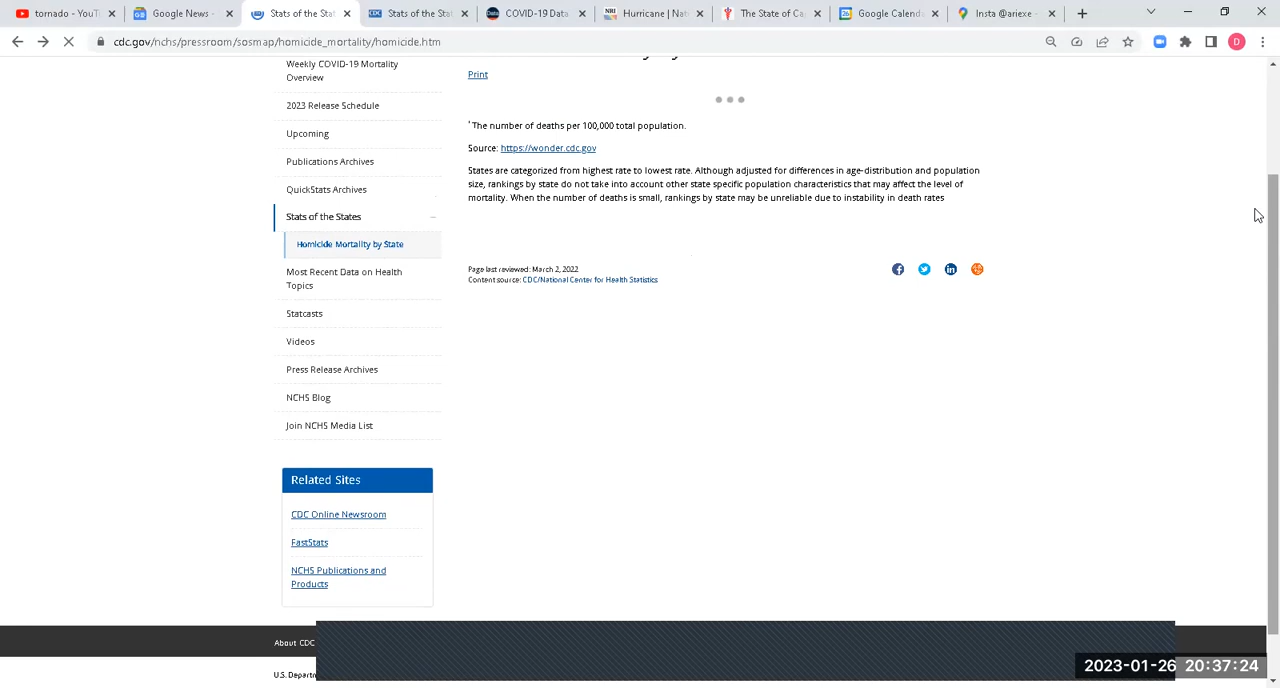 tornado - YouT
Google News -
Stats of the Stat
Stats of the Stat
COVID-19 Data
Hurricane | Nat
The State of Ca
Google Calend
Insta @ariexe -
cdc.gov/nchs/pressroom/sosmap/homicide_mortality/homicide.htm
D
Weekly COVID-19 Mortality
Overview
2023 Release Schedule
Upcoming
Publications Archives
QuickStats Archives
Stats of the States
Homicide Mortality by State
Most Recent Data on Health
Topics
Statcasts
Videos
Press Release Archives
NCHS Blog
Join NCHS Media List
Related Sites
CDC Online Newsroom
FastStats
NCHS Publications and
Products
Print
¹ The number of deaths per 100,000 total population.
Source: https://wonder.cdc.gov
States are categorized from highest rate to lowest rate. Although adjusted for differences in age-distribution and population
size, rankings by state do not take into account other state specific population characteristics that may affect the level of
mortality. When the number of deaths is small, rankings by state may be unreliable due to instability in death rates
Page last reviewed: March 2, 2022
Content source: CDC/National Center for Health Statistics
About CDC
U.S. Departm
2023-01-26 20:37:24